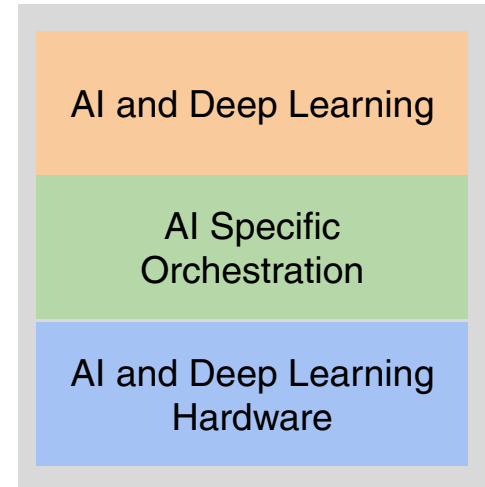 AI and Deep Learning
AI Specific
Orchestration
AI and Deep Learning
Hardware